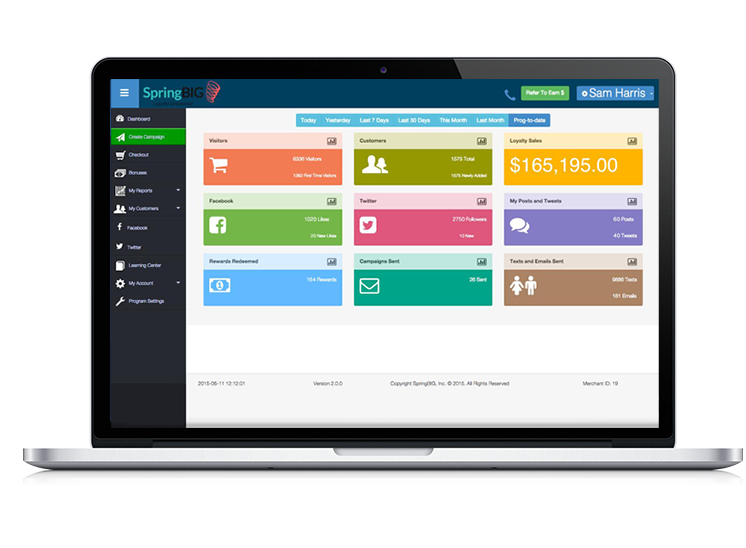 SpringBIG
Refer To Earn $
Sam Harris
Dashboard
Create Campaign
Checkout
Bonuses
My Reports
My Customers
Facebook
Twitter
Learning Center
My Account
Program Settings
Today Yesterday Last 7 Days Last 30 Days This Month Last Month Prog-to-date
Visitors
6336 Visitors
1362 First Time Visitors
Customers
1575 Total
1575 Newly Added
Loyalty Sales
$165,195.00
Facebook
1020 Likes
20 New Likes
Twitter
2750 Followers
10 New
My Posts and Tweets
60 Posts
40 Tweets
Rewards Redeemed
164 Rewards
Campaigns Sent
26 Sent
Texts and Emails Sent
9686 Texts
181 Emails
2015-06-11 12:12:01 Version 2.0.0 Copyright SpringBIG, Inc. © 2015. All Rights Reserved Merchant ID: 19